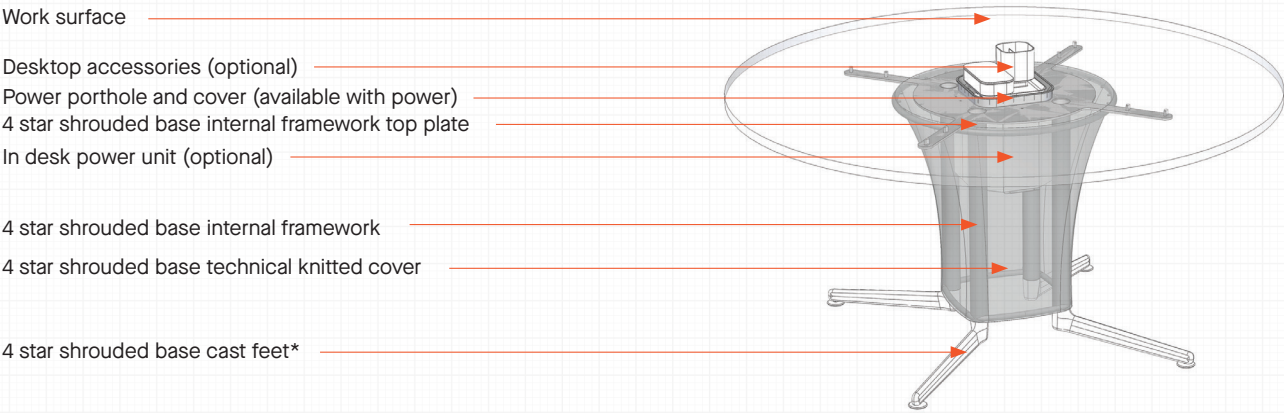 Work surface
Desktop accessories (optional)
Power porthole and cover (available with power)
4 star shrouded base internal framework top plate
In desk power unit (optional)
4 star shrouded base internal framework
4 star shrouded base technical knitted cover
4 star shrouded base cast feet*